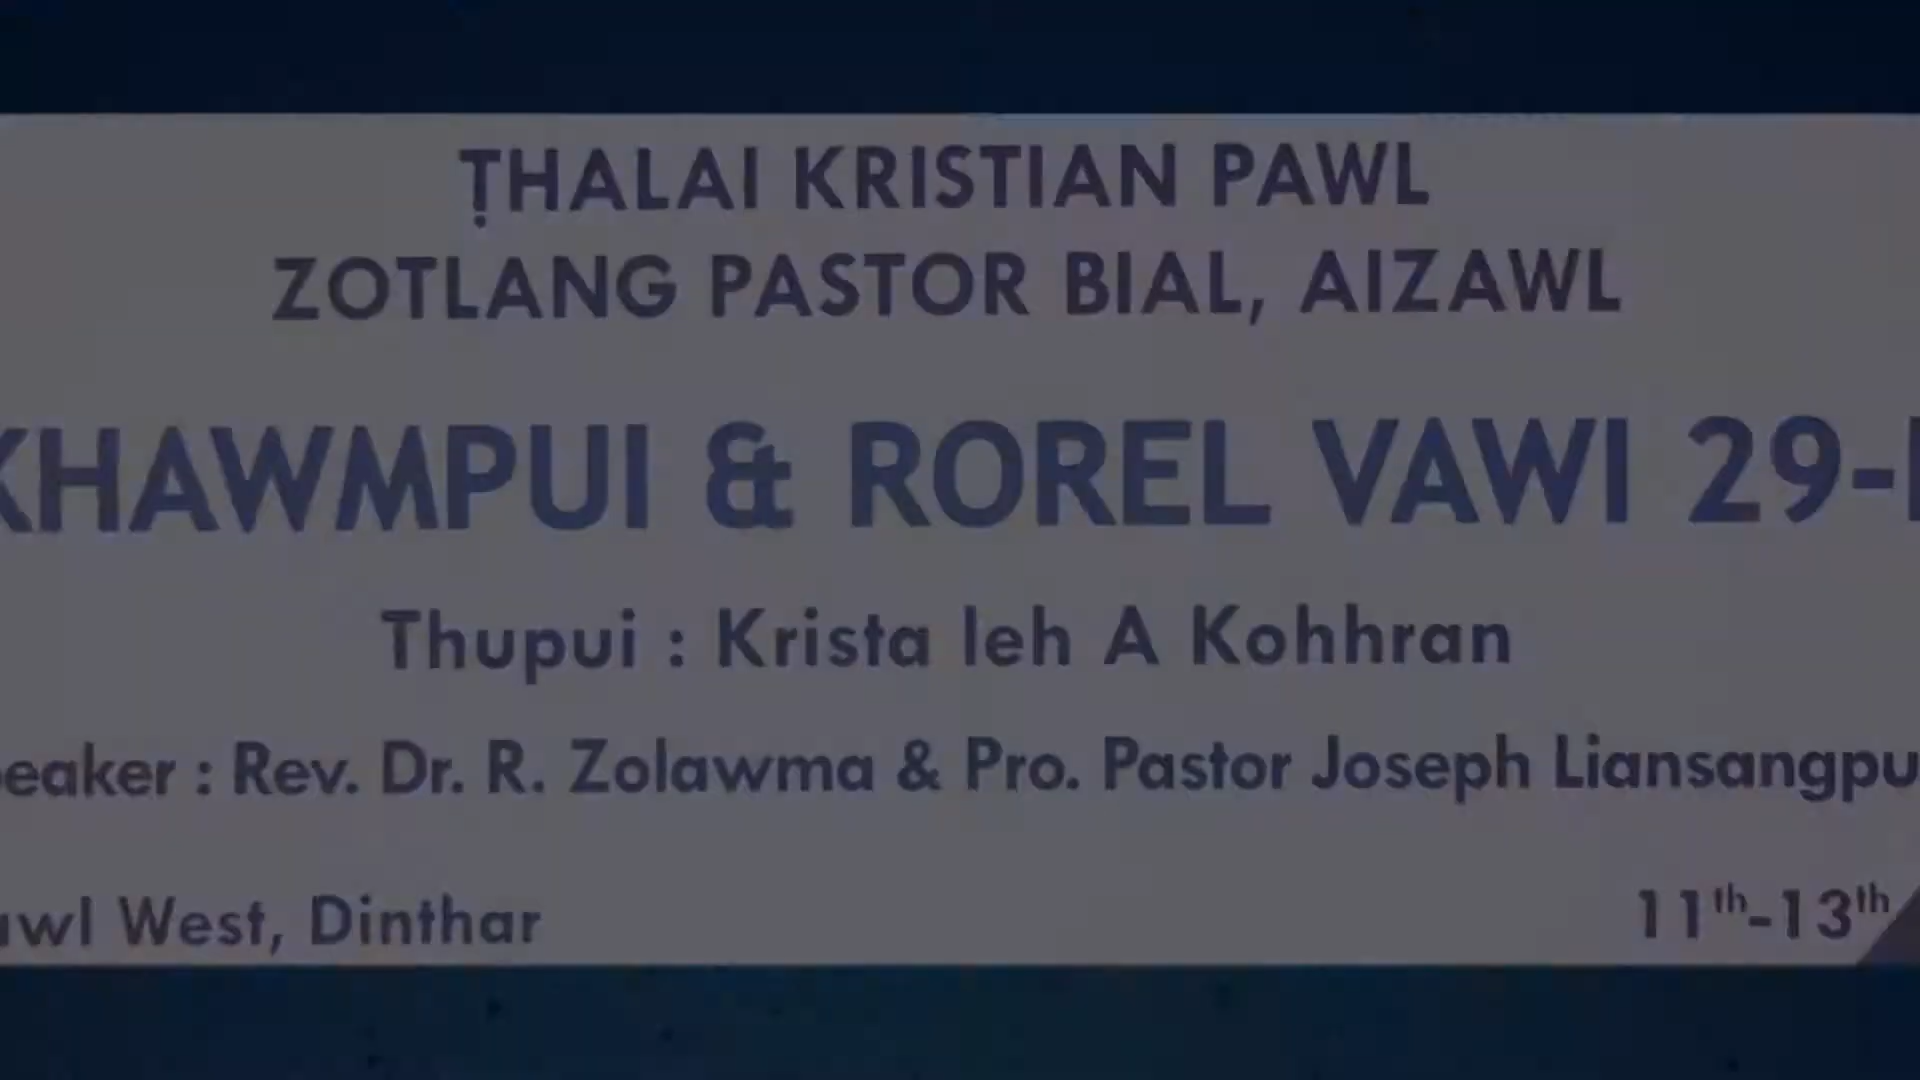 ṬHALAI KRISTIAN PAWL
ZOTLANG PASTOR BIAL, AIZAWL
KHAWMPUI & ROREL VAWI 29-
Thupui : Krista leh A Kohhran
eaker : Rev. Dr. R. Zolawma & Pro. Pastor Joseph Liansangpu
awl West, Dinthar
11th-13th